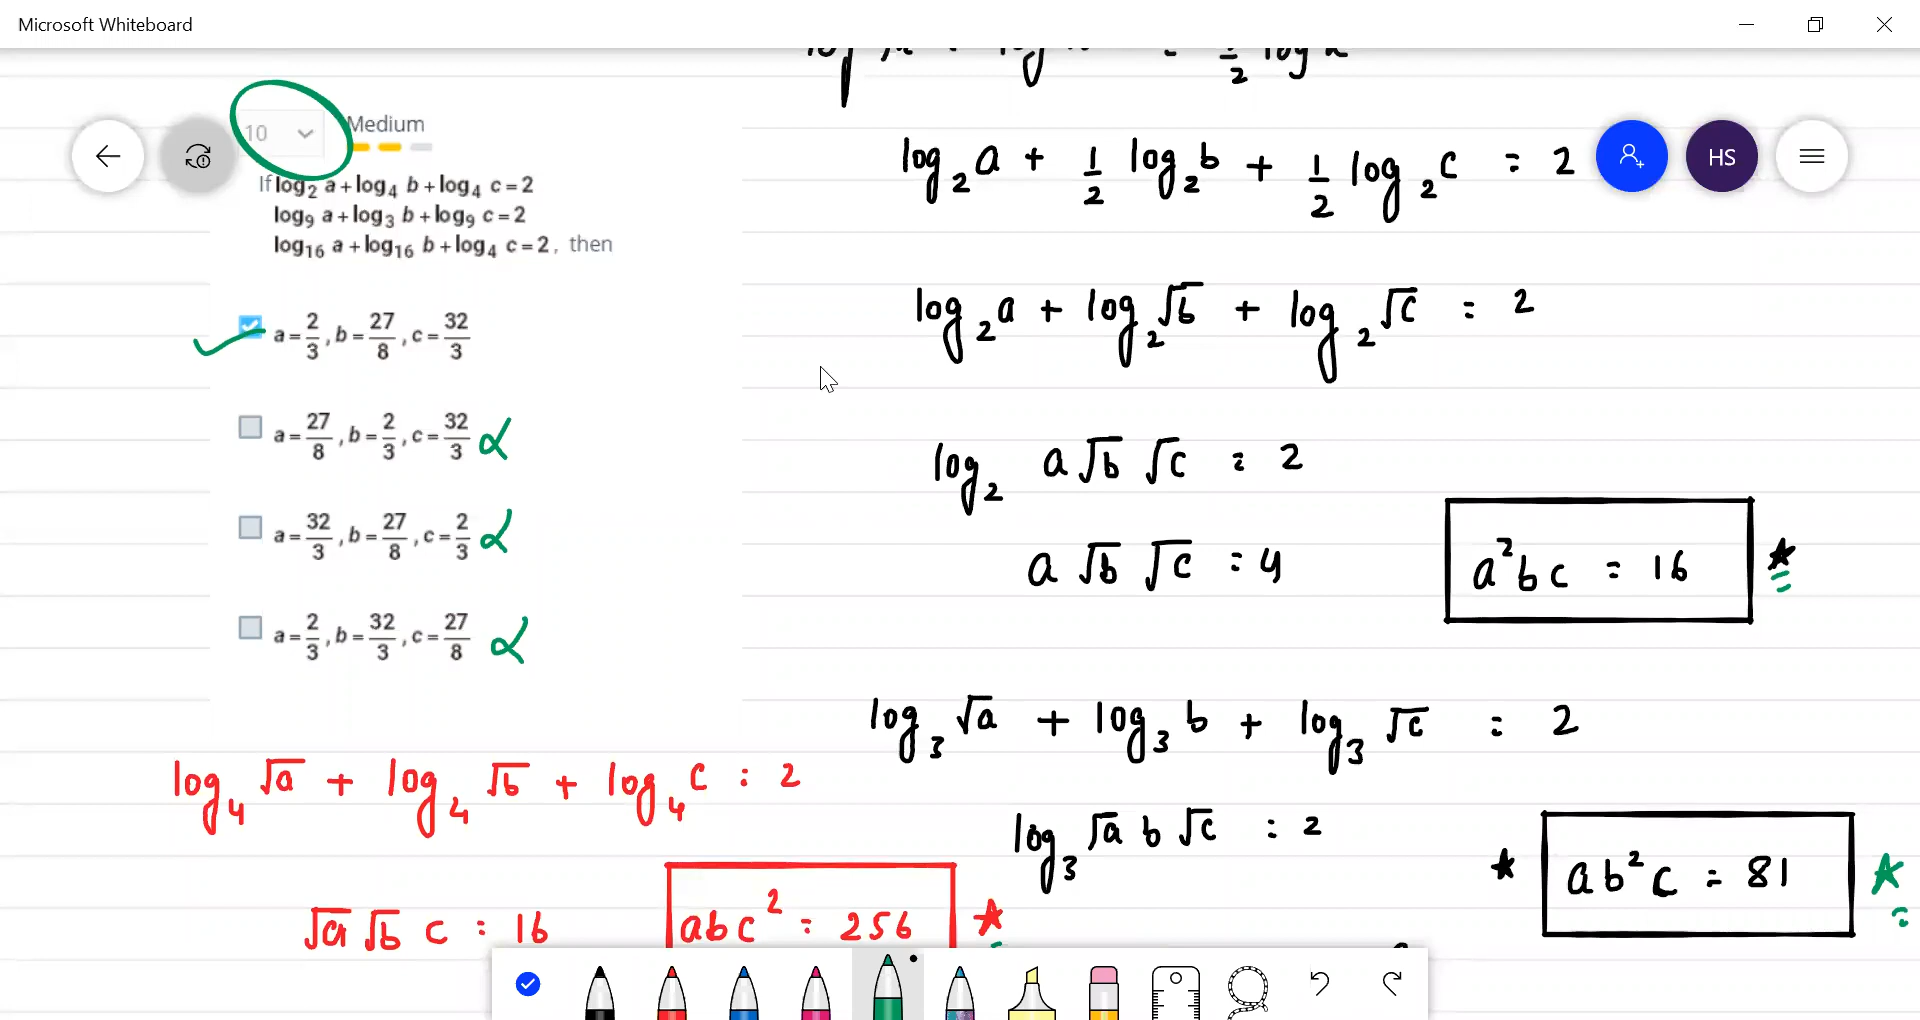 Microsoft Whiteboard
10
Medium
If log₂ a + log₄ b + log₄ c = 2
log₉ a + log₃ b + log₉ c = 2
log₁₆ a + log₁₆ b + log₄ c = 2, then
a = 2/3, b = 27/8, c = 32/3
a = 27/8, b = 2/3, c = 32/3
a = 32/3, b = 27/8, c = 2/3
a = 2/3, b = 32/3, c = 27/8
log₂ a + 1/2 log₂ b + 1/2 log₂ c = 2
HS
log₂ a + log₂ √b + log₂ √c = 2
log₂ a √b √c = 2
a √b √c = 4
a²bc = 16
log₃ √a + log₃ b + log₃ √c = 2
log₃ √a b √c = 2
ab²c = 81
log₄ √a + log₄ √b + log₄ c = 2
√a √b c = 16
abc² = 256